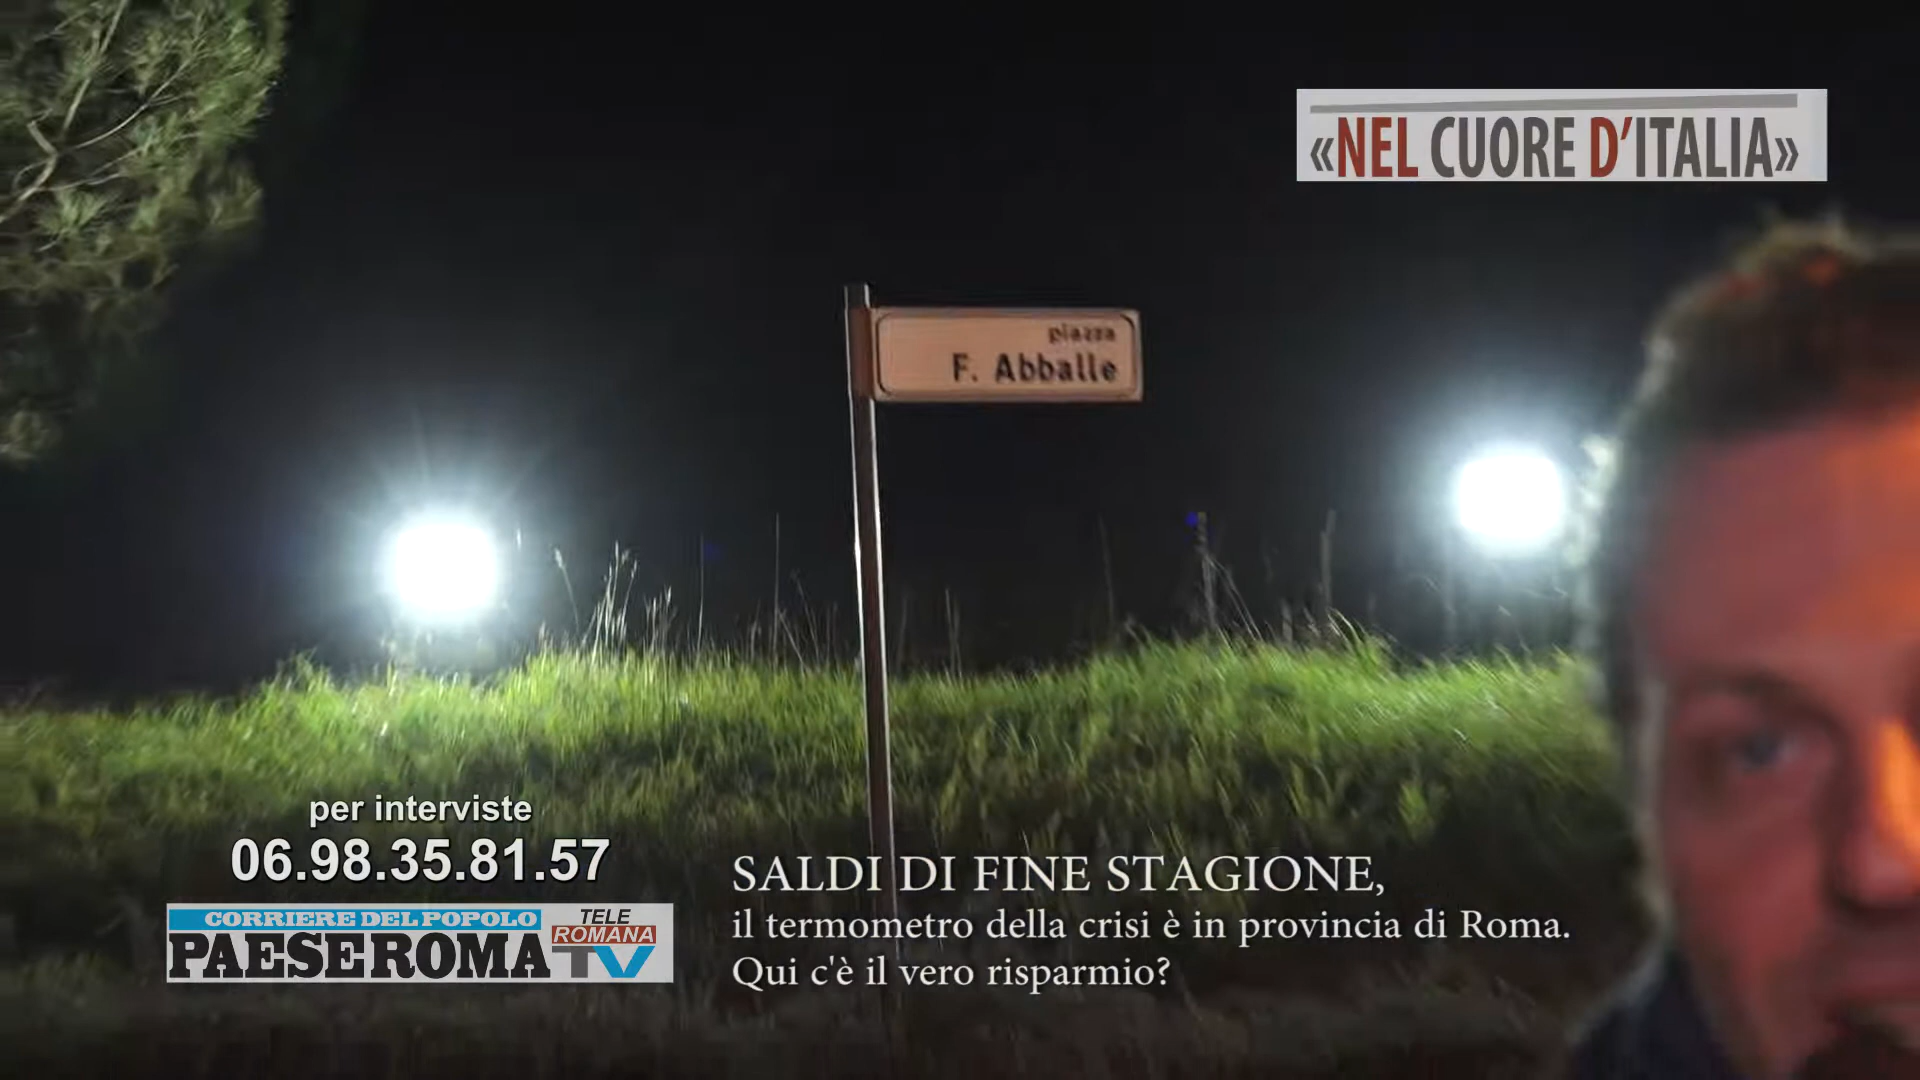 «NEL CUORE D'ITALIA»
piazza
F. Abballe
per interviste
06.98.35.81.57
CORRIERE DEL POPOLO
PAESEROMA
TELE
ROMANA
TV
SALDI DI FINE STAGIONE,
il termometro della crisi è in provincia di Roma.
Qui c'è il vero risparmio?